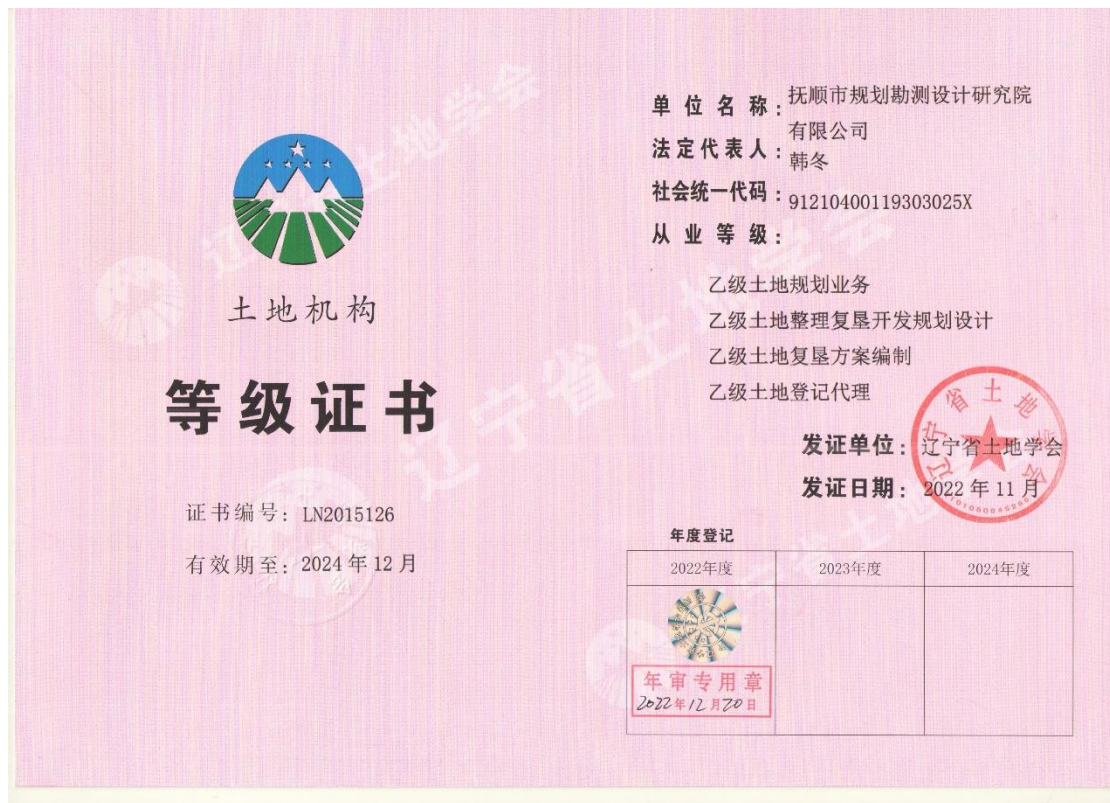 土地机构
等级证书
证书编号：LN2015126
有效期至：2024年12月
单位名称：抚顺市规划勘测设计研究院
有限公司
法定代表人：韩冬
社会统一代码：91210400119303025X
从业等级：
乙级土地规划业务
乙级土地整理复垦开发规划设计
乙级土地复垦方案编制
乙级土地登记代理
发证单位：辽宁省土地学会
发证日期：2022年11月
辽宁省土地学会
年度登记
2022年度 2023年度 2024年度
年审专用章
2022年12月20日
辽宁省土地学会